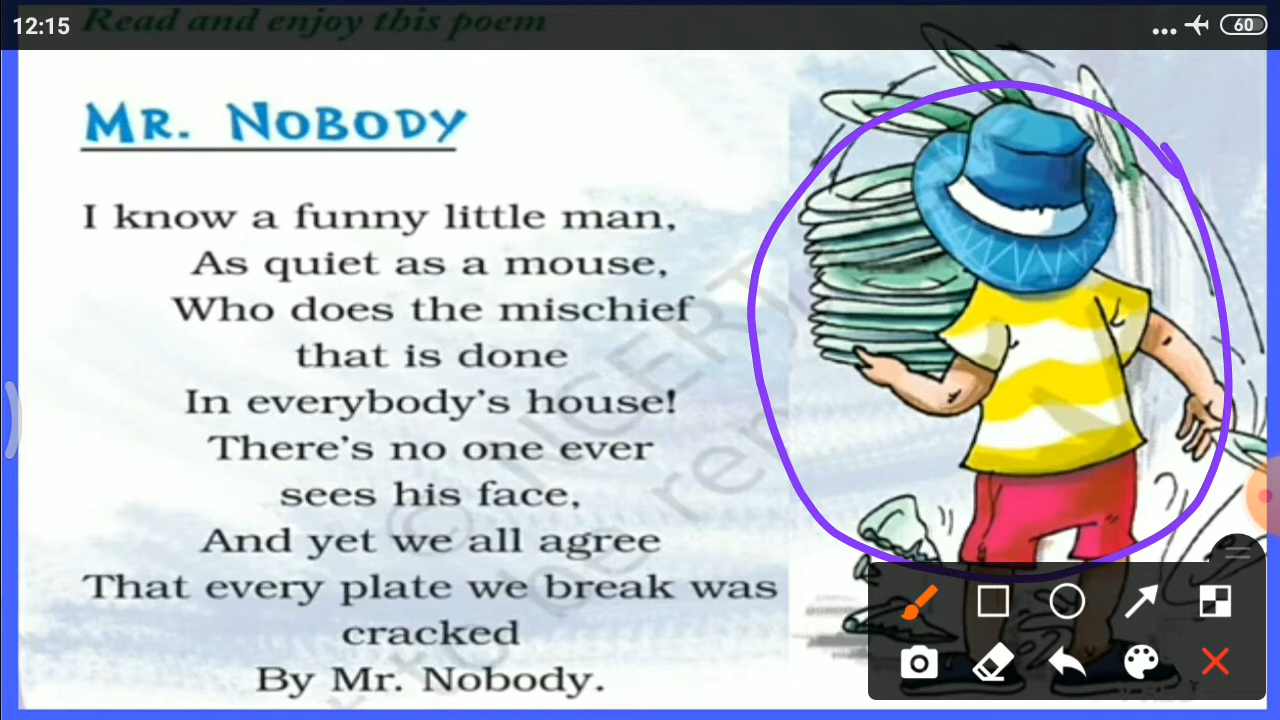 12:15
60
Read and enjoy this poem
MR. NOBODY
I know a funny little man,
As quiet as a mouse,
Who does the mischief
that is done
In everybody's house!
There's no one ever
sees his face,
And yet we all agree
That every plate we break was
cracked
By Mr. Nobody.
© NCERT